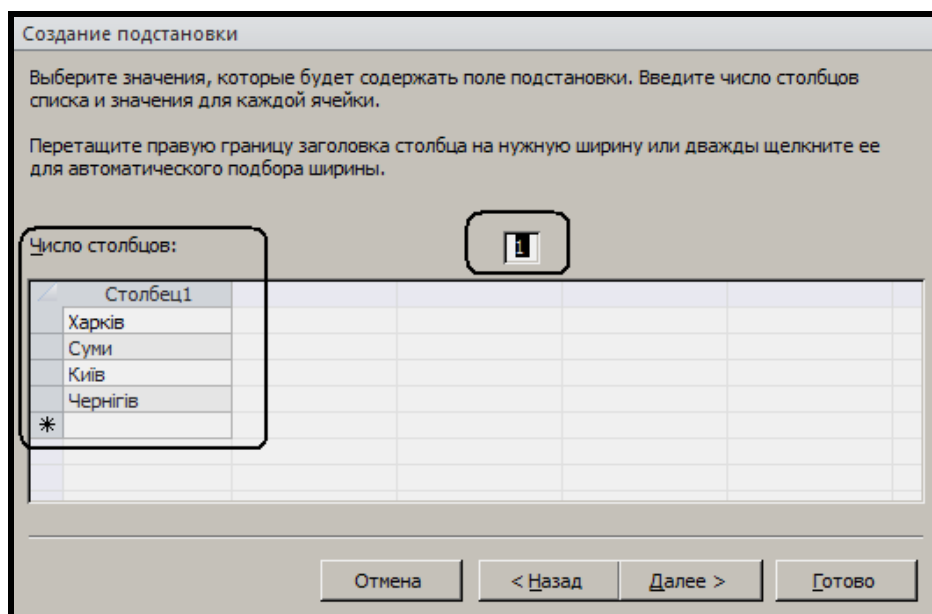 Создание подстановки
Выберите значения, которые будет содержать поле подстановки. Введите число столбцов
списка и значения для каждой ячейки.
Перетащите правую границу заголовка столбца на нужную ширину или дважды щелкните ее
для автоматического подбора ширины.
Число столбцов: 1
Столбец1
Харків
Суми
Київ
Чернігів
Отмена < Назад Далее > Готово